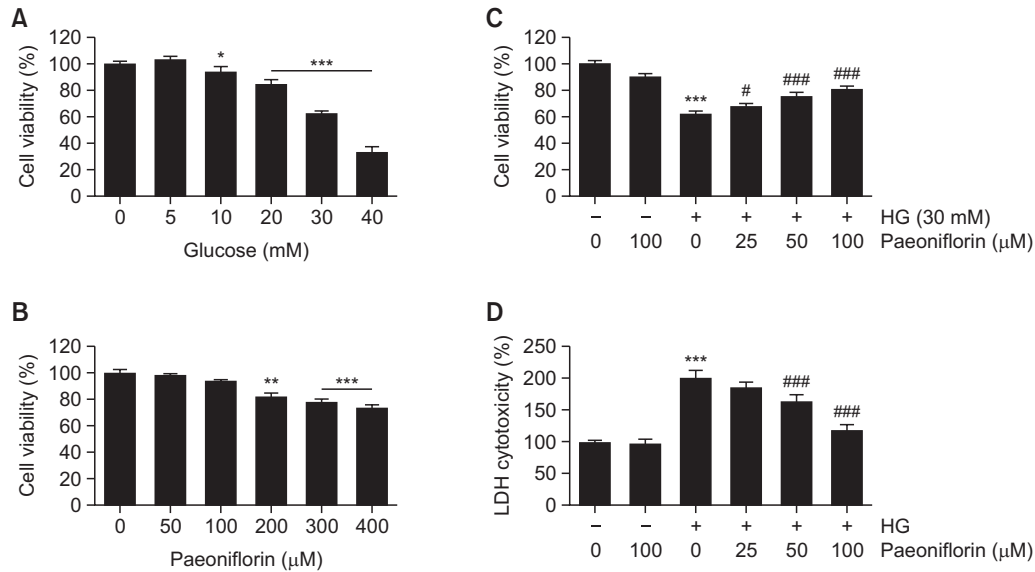 A
Cell viability (%)
120
100
80
60
40
20
0
*
***
0 5 10 20 30 40
Glucose (mM)
B
Cell viability (%)
120
100
80
60
40
20
0
**
***
0 50 100 200 300 400
Paeoniflorin (μM)
C
Cell viability (%)
120
100
80
60
40
20
0
***
#
###
###
– – + + + + HG (30 mM)
0 100 0 25 50 100 Paeoniflorin (μM)
D
LDH cytotoxicity (%)
250
200
150
100
50
0
***
###
###
– – + + + + HG
0 100 0 25 50 100 Paeoniflorin (μM)